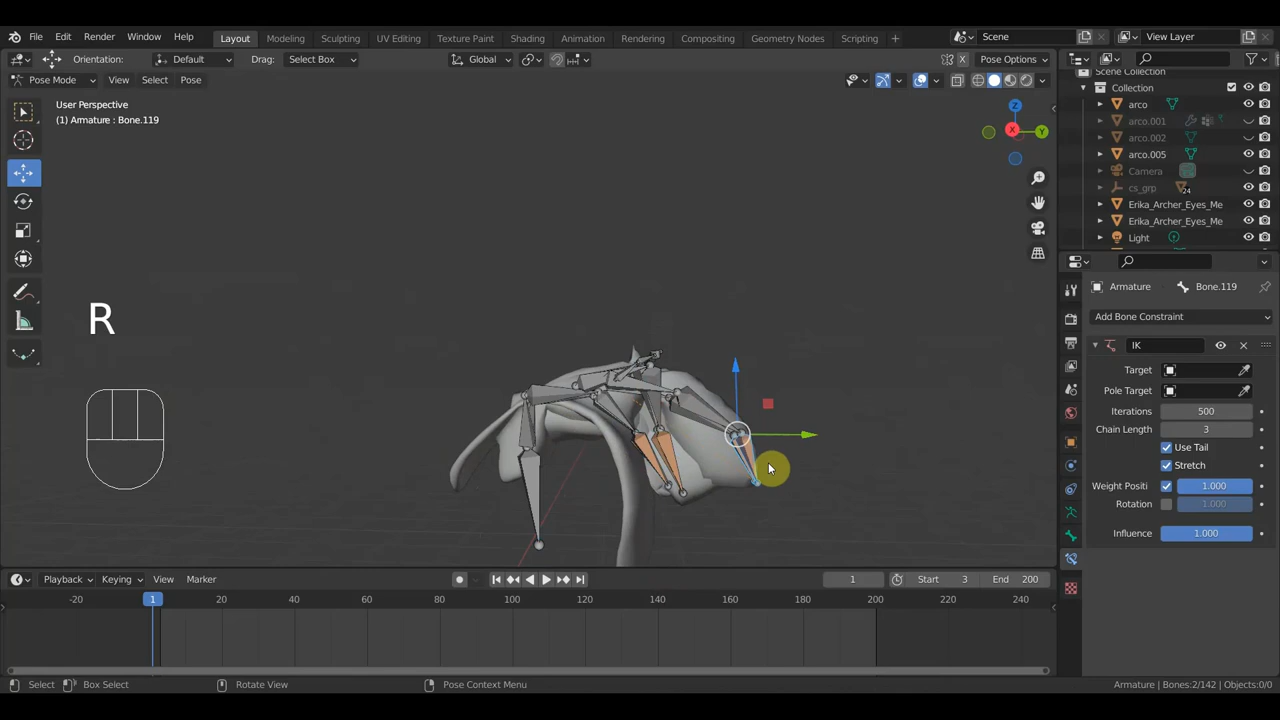 File Edit Render Window Help Layout Modeling Sculpting UV Editing Texture Paint Shading Animation Rendering Compositing Geometry Nodes Scripting + Scene View Layer
Orientation: Default Drag: Select Box Global X Pose Options
Pose Mode View Select Pose
User Perspective
(1) Armature : Bone.119
Z
Y
X
R
Scene Collection
Collection
arco
arco.001
arco.002
arco.005
Camera
cs_grp 24
Erika_Archer_Eyes_Me
Erika_Archer_Eyes_Me
Light
Armature Bone.119
Add Bone Constraint
IK
Target
Pole Target
Iterations 500
Chain Length 3
Use Tail
Stretch
Weight Positi 1.000
Rotation 1.000
Influence 1.000
Playback Keying View Marker 1 Start 3 End 200
-20 1 20 40 60 80 100 120 140 160 180 200 220 240
Select Box Select Rotate View Pose Context Menu Armature | Bones:2/142 | Objects:0/0